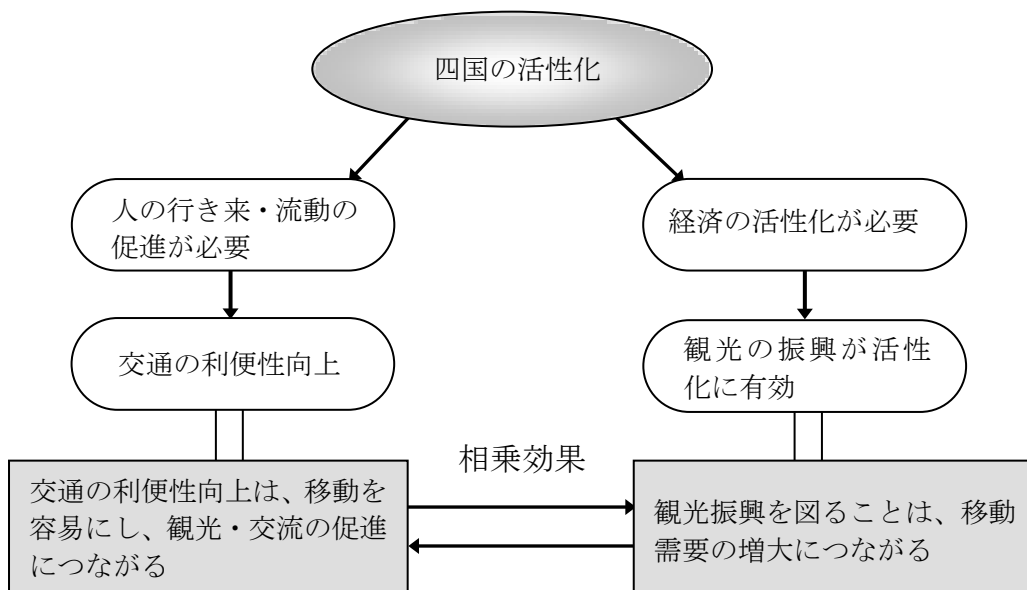 四国の活性化
人の行き来・流動の
促進が必要
経済の活性化が必要
交通の利便性向上
観光の振興が活性
化に有効
相乗効果
交通の利便性向上は、移動を
容易にし、観光・交流の促進
につながる
観光振興を図ることは、移動
需要の増大につながる